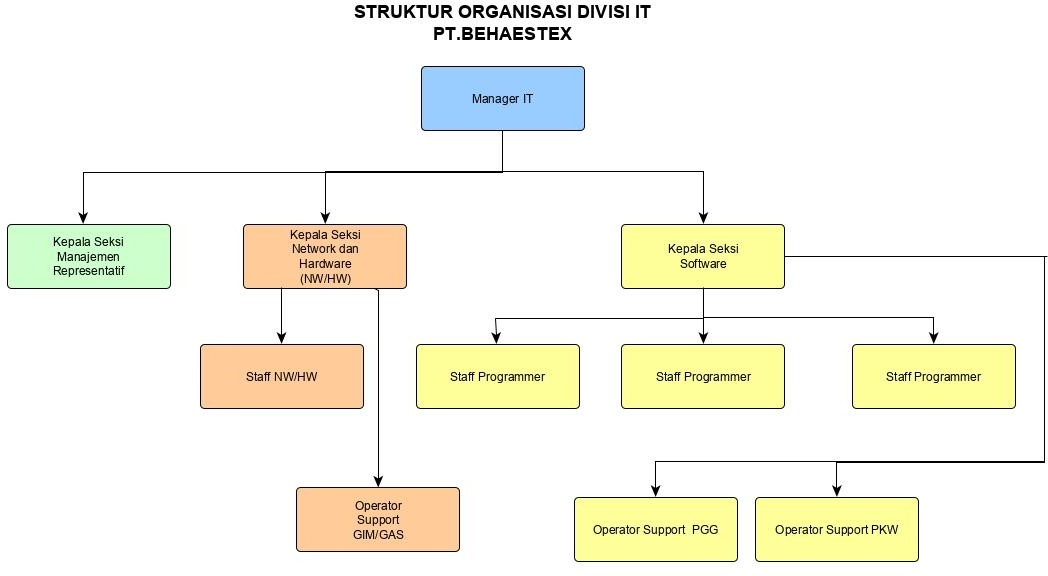 STRUKTUR ORGANISASI DIVISI IT
PT.BEHAESTEX
Manager IT
Kepala Seksi
Manajemen
Representatif
Kepala Seksi
Network dan
Hardware
(NW/HW)
Kepala Seksi
Software
Staff NW/HW
Staff Programmer
Staff Programmer
Staff Programmer
Operator
Support
GIM/GAS
Operator Support  PGG
Operator Support PKW